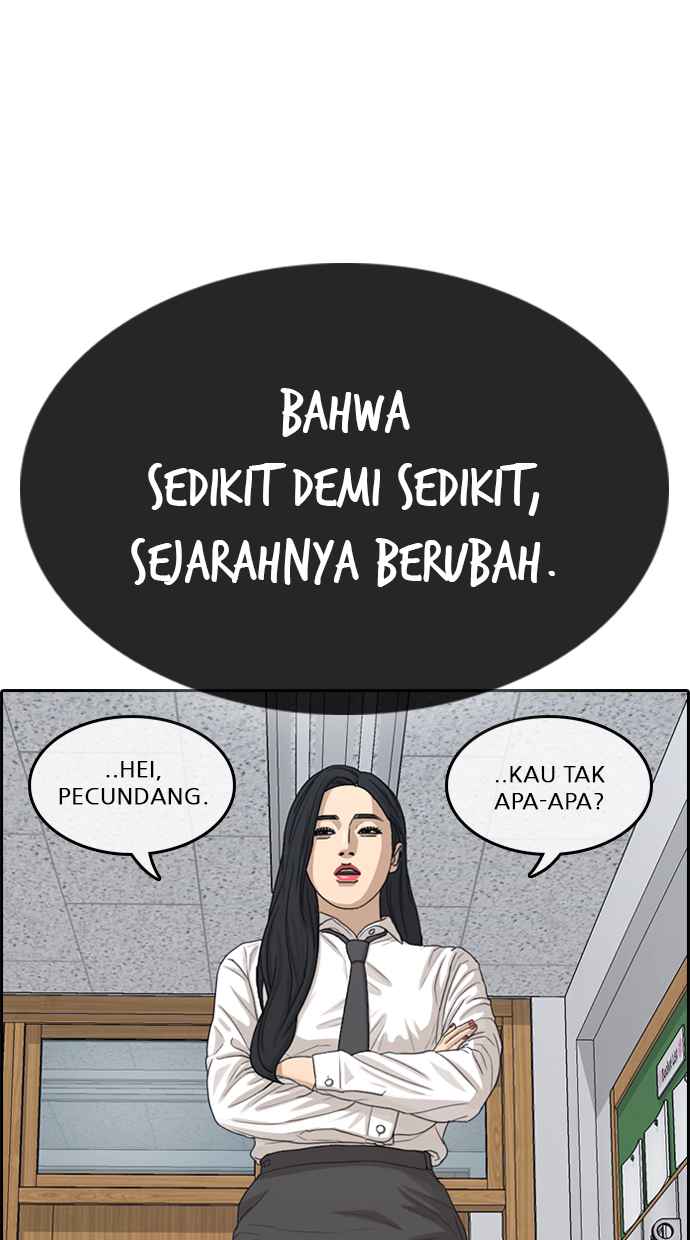 BAHWA
SEDIKIT DEMI SEDIKIT,
SEJARAHNYA BERUBAH.
..HEI,
PECUNDANG.
..KAU TAK
APA-APA?